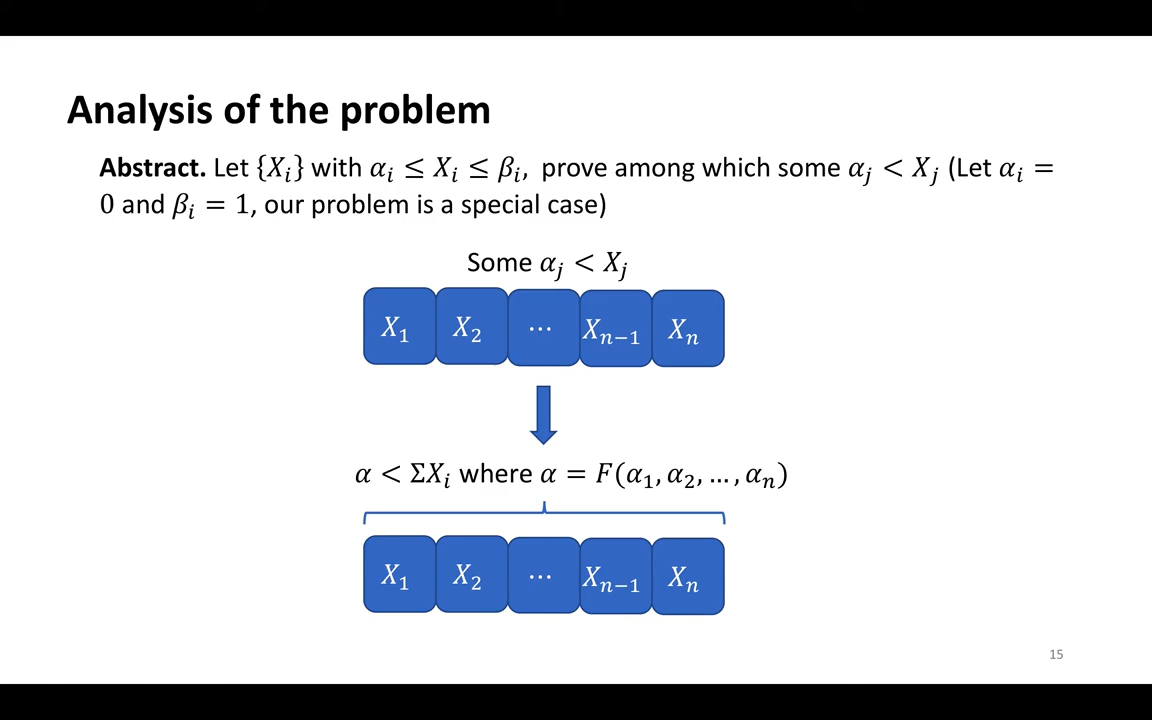 Analysis of the problem
Abstract. Let {X_i} with α_i ≤ X_i ≤ β_i, prove among which some α_j < X_j (Let α_i =
0 and β_i = 1, our problem is a special case)
Some α_j < X_j
X_1 X_2 ⋯ X_{n−1} X_n
α < ΣX_i where α = F(α_1, α_2, … , α_n)
X_1 X_2 ⋯ X_{n−1} X_n
15